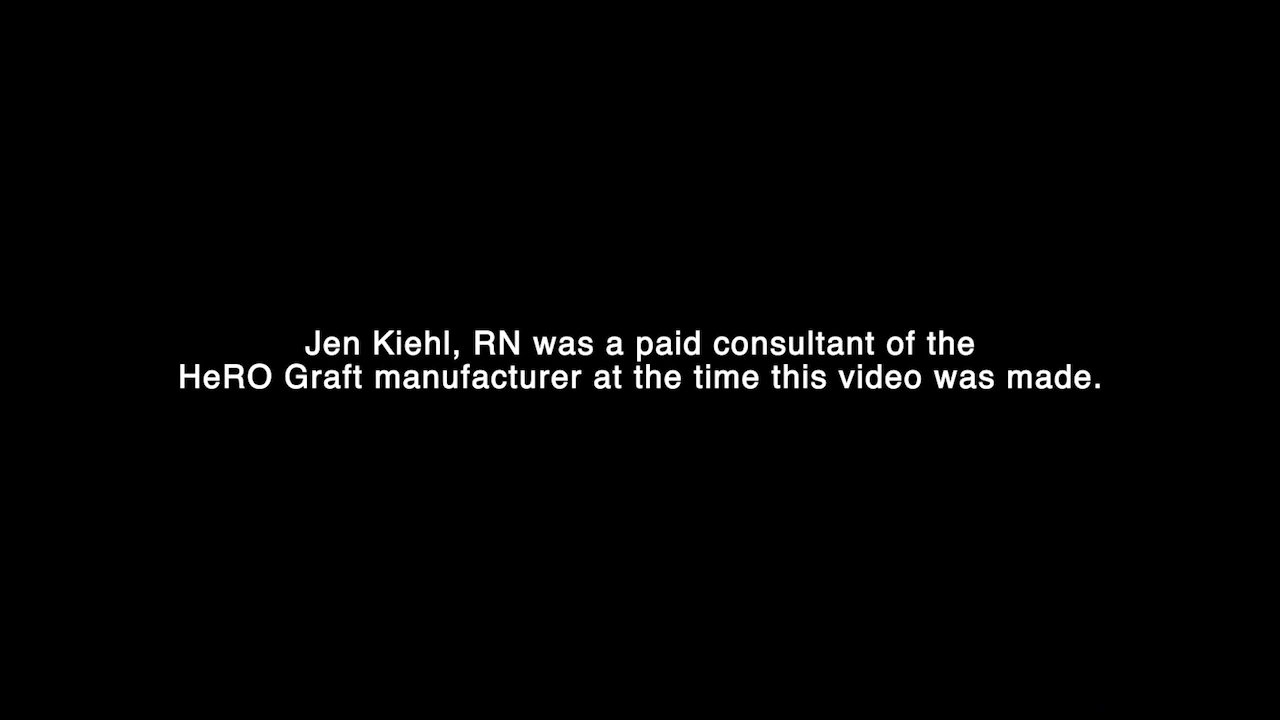 Jen Kiehl, RN was a paid consultant of the
HeRO Graft manufacturer at the time this video was made.